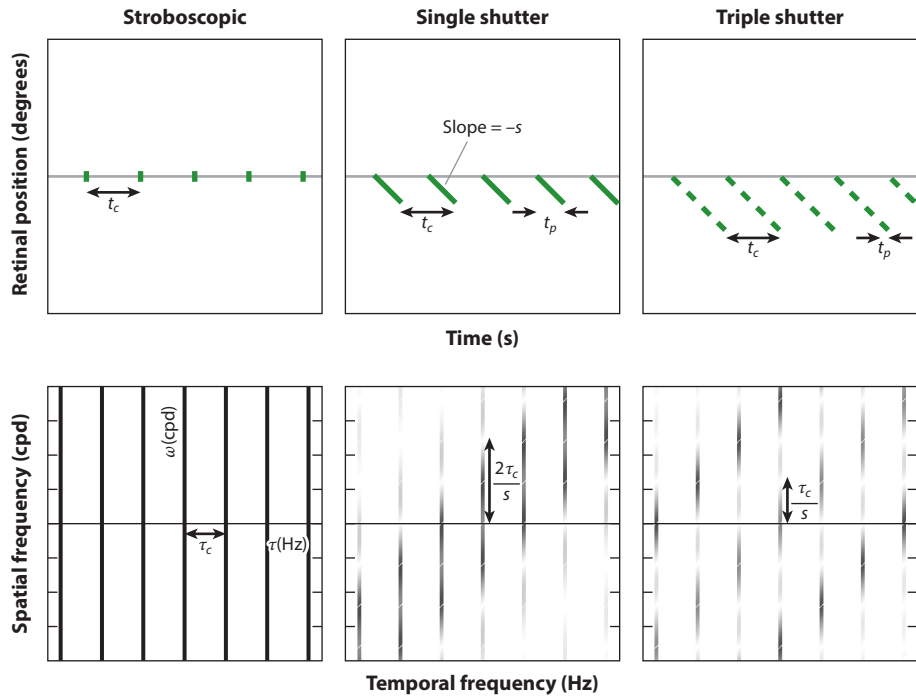 Stroboscopic
Single shutter
Triple shutter
Retinal position (degrees)
t_c
Slope = –s
t_c
t_p
t_c
t_p
Time (s)
Spatial frequency (cpd)
ω(cpd)
τ_c
τ(Hz)
2τ_c
s
τ_c
s
Temporal frequency (Hz)